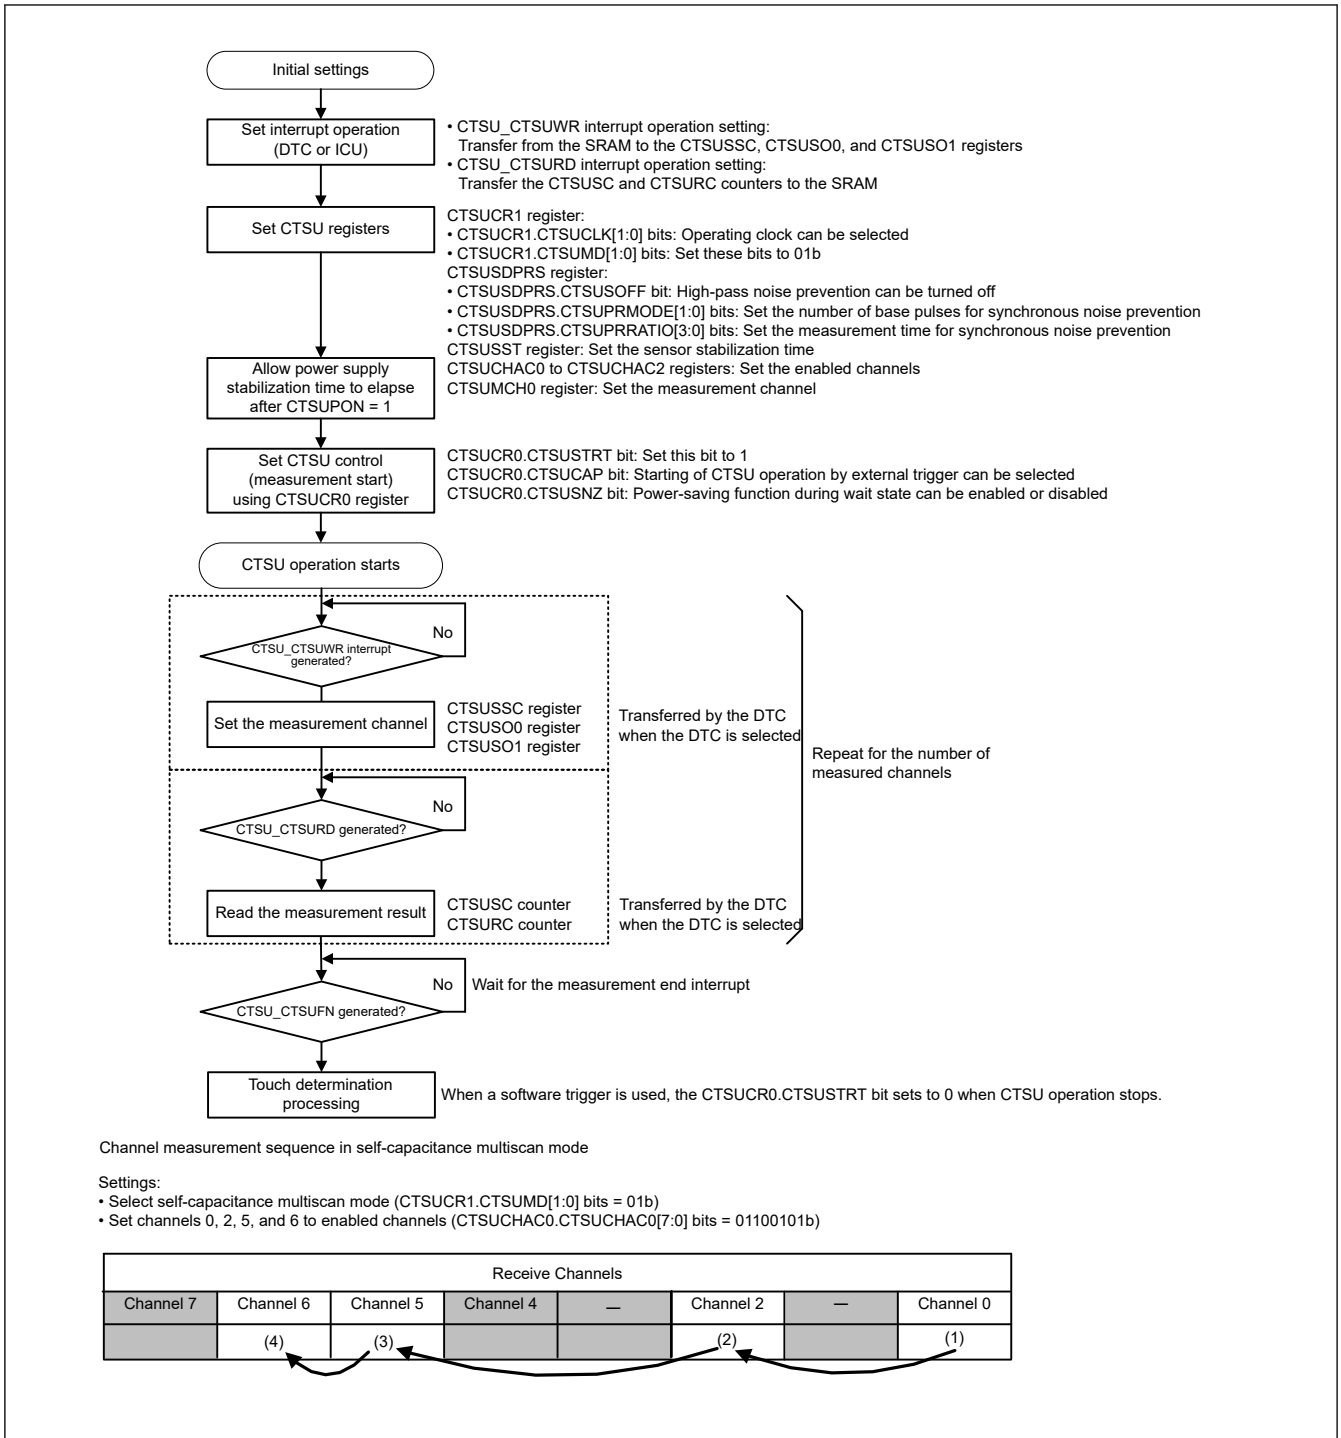 Initial settings
Set interrupt operation
(DTC or ICU)
• CTSU_CTSUWR interrupt operation setting:
Transfer from the SRAM to the CTSUSSC, CTSUSO0, and CTSUSO1 registers
• CTSU_CTSURD interrupt operation setting:
Transfer the CTSUSC and CTSURC counters to the SRAM
Set CTSU registers
CTSUCR1 register:
• CTSUCR1.CTSUCLK[1:0] bits: Operating clock can be selected
• CTSUCR1.CTSUMD[1:0] bits: Set these bits to 01b
CTSUSDPRS register:
• CTSUSDPRS.CTSUSOFF bit: High-pass noise prevention can be turned off
• CTSUSDPRS.CTSUPRMODE[1:0] bits: Set the number of base pulses for synchronous noise prevention
• CTSUSDPRS.CTSUPRRATIO[3:0] bits: Set the measurement time for synchronous noise prevention
CTSUSST register: Set the sensor stabilization time
CTSUCHAC0 to CTSUCHAC2 registers: Set the enabled channels
CTSUMCH0 register: Set the measurement channel
Allow power supply
stabilization time to elapse
after CTSUPON = 1
Set CTSU control
(measurement start)
using CTSUCR0 register
CTSUCR0.CTSUSTRT bit: Set this bit to 1
CTSUCR0.CTSUCAP bit: Starting of CTSU operation by external trigger can be selected
CTSUCR0.CTSUSNZ bit: Power-saving function during wait state can be enabled or disabled
CTSU operation starts
No
CTSU_CTSUWR interrupt
generated?
Set the measurement channel
CTSUSSC register
CTSUSO0 register
CTSUSO1 register
Transferred by the DTC
when the DTC is selected
Repeat for the number of
measured channels
No
CTSU_CTSURD generated?
Read the measurement result
CTSUSC counter
CTSURC counter
Transferred by the DTC
when the DTC is selected
No
Wait for the measurement end interrupt
CTSU_CTSUFN generated?
Touch determination
processing
When a software trigger is used, the CTSUCR0.CTSUSTRT bit sets to 0 when CTSU operation stops.
Channel measurement sequence in self-capacitance multiscan mode
Settings:
• Select self-capacitance multiscan mode (CTSUCR1.CTSUMD[1:0] bits = 01b)
• Set channels 0, 2, 5, and 6 to enabled channels (CTSUCHAC0.CTSUCHAC0[7:0] bits = 01100101b)
Receive Channels
Channel 7 Channel 6 Channel 5 Channel 4 — Channel 2 — Channel 0
(4) (3) (2) (1)